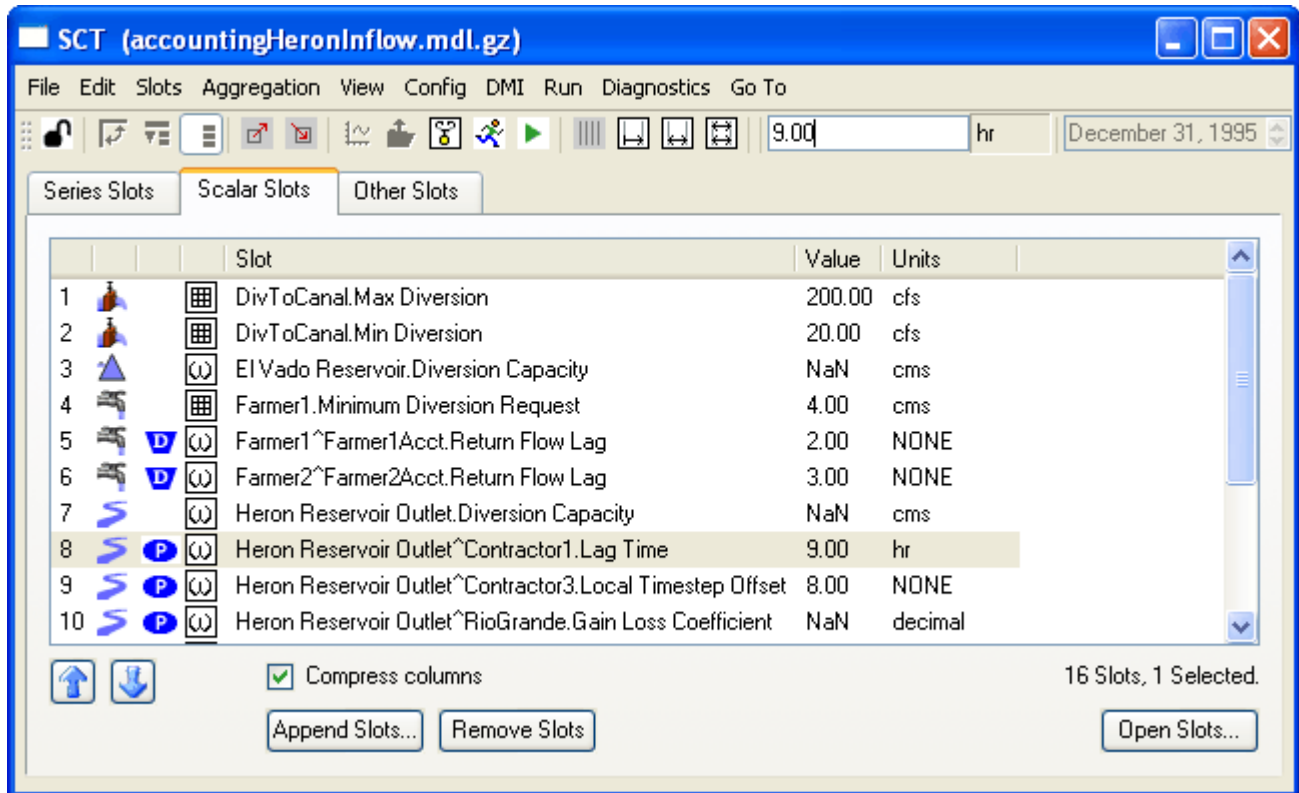 SCT (accountingHeronInflow.mdl.gz)
File Edit Slots Aggregation View Config DMI Run Diagnostics Go To
9.00 hr December 31, 1995
Series Slots Scalar Slots Other Slots
Slot Value Units
1 DivToCanal.Max Diversion 200.00 cfs
2 DivToCanal.Min Diversion 20.00 cfs
3 El Vado Reservoir.Diversion Capacity NaN cms
4 Farmer1.Minimum Diversion Request 4.00 cms
5 D ω Farmer1^Farmer1Acct.Return Flow Lag 2.00 NONE
6 D ω Farmer2^Farmer2Acct.Return Flow Lag 3.00 NONE
7 ω Heron Reservoir Outlet.Diversion Capacity NaN cms
8 P ω Heron Reservoir Outlet^Contractor1.Lag Time 9.00 hr
9 P ω Heron Reservoir Outlet^Contractor3.Local Timestep Offset 8.00 NONE
10 P ω Heron Reservoir Outlet^RioGrande.Gain Loss Coefficient NaN decimal
Compress columns 16 Slots, 1 Selected.
Append Slots... Remove Slots Open Slots...